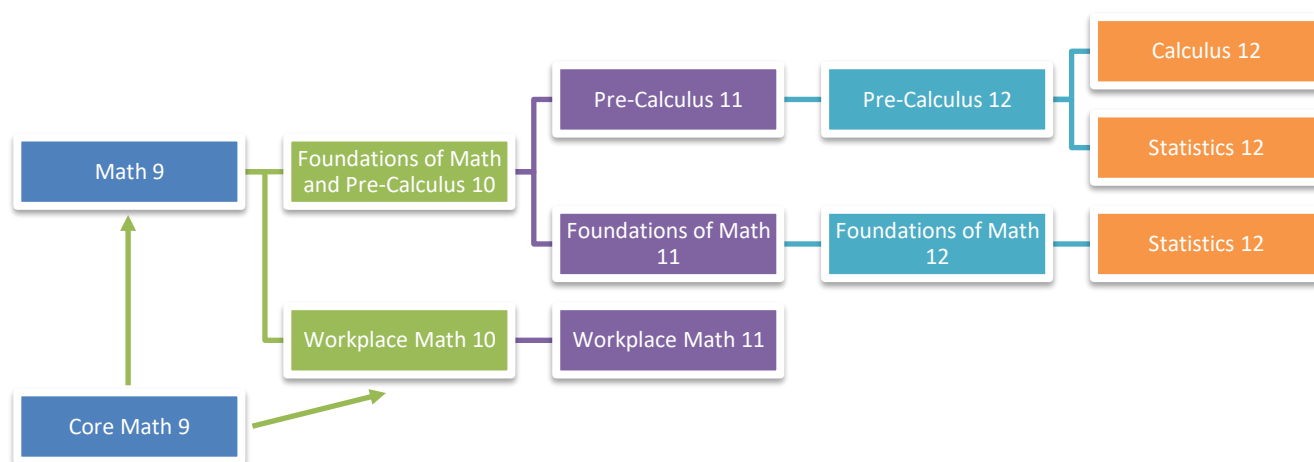 Calculus 12
Pre-Calculus 11
Pre-Calculus 12
Math 9
Foundations of Math
and Pre-Calculus 10
Statistics 12
Foundations of Math
11
Foundations of Math
12
Statistics 12
Workplace Math 10
Workplace Math 11
Core Math 9